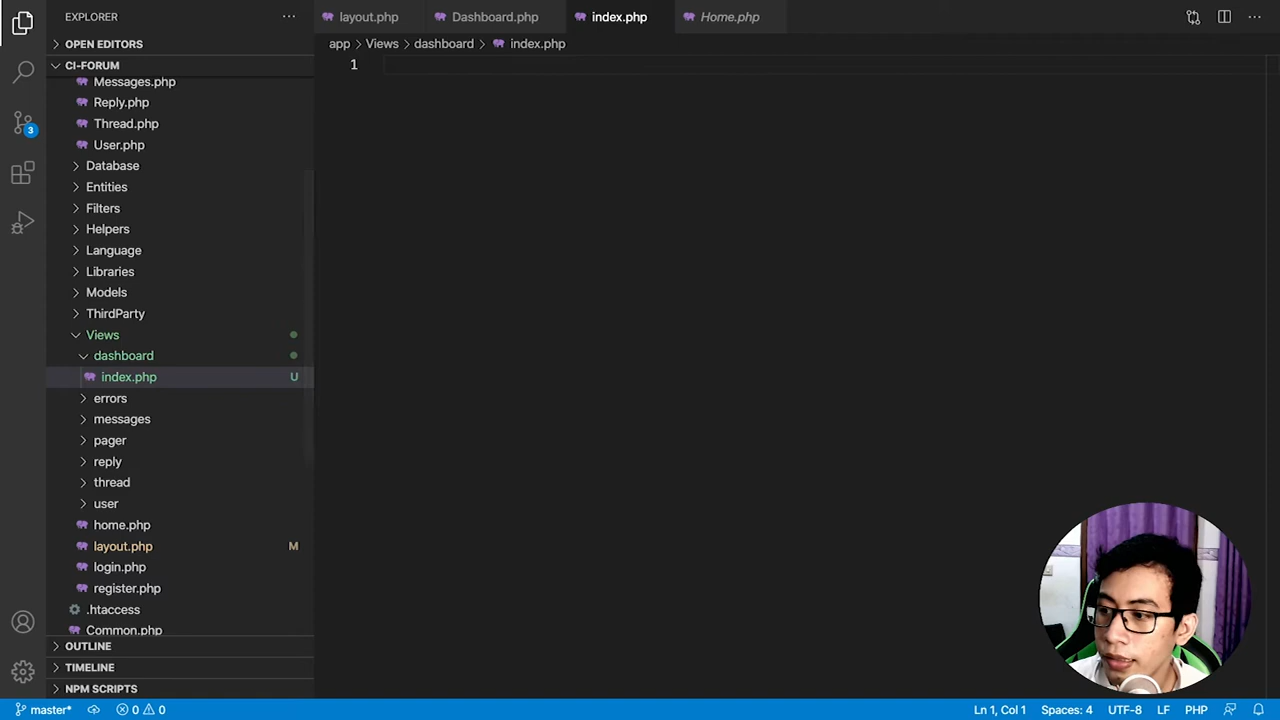 EXPLORER
layout.php
Dashboard.php
index.php
Home.php
OPEN EDITORS
app > Views > dashboard > index.php
CI-FORUM
1
Messages.php
Reply.php
Thread.php
User.php
Database
Entities
Filters
Helpers
Language
Libraries
Models
ThirdParty
Views
dashboard
index.php U
errors
messages
pager
reply
thread
user
home.php
layout.php M
login.php
register.php
.htaccess
Common.php
OUTLINE
TIMELINE
NPM SCRIPTS
3
master* 0 0 Ln 1, Col 1 Spaces: 4 UTF-8 LF PHP